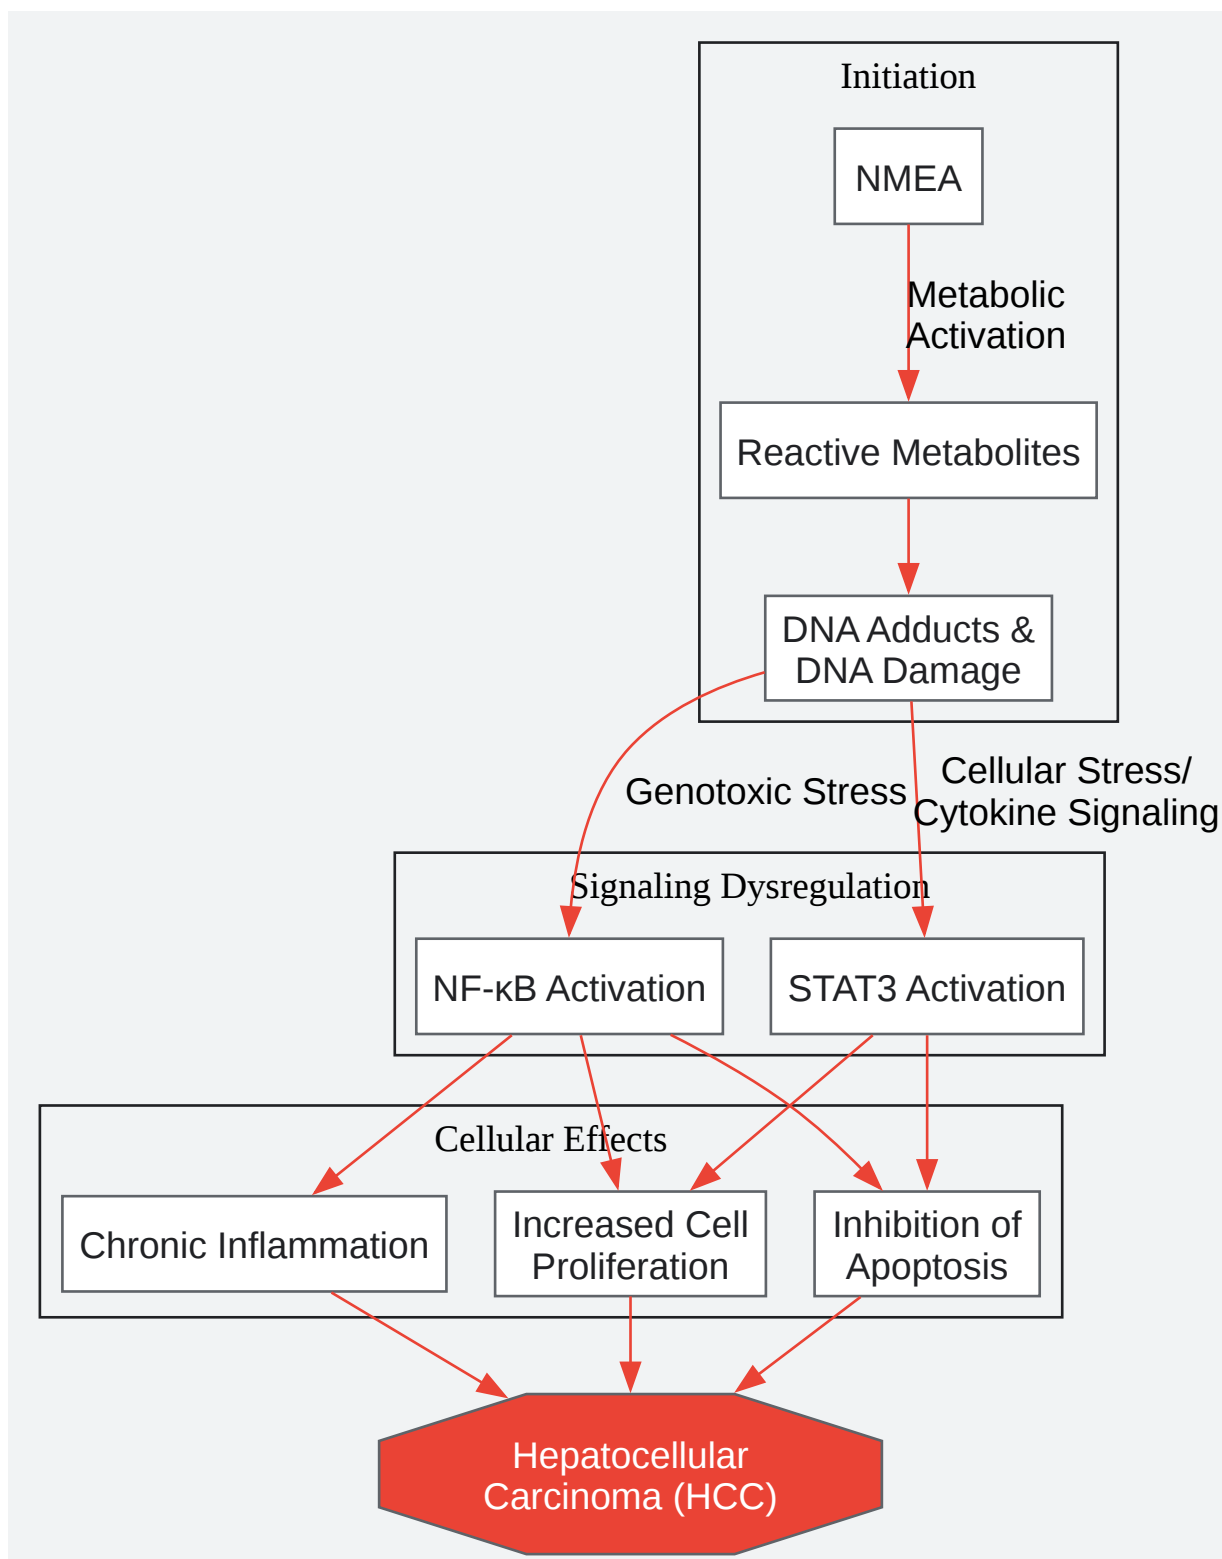 Initiation
NMEA
Metabolic
Activation
Reactive Metabolites
DNA Adducts &
DNA Damage
Genotoxic Stress
Cellular Stress/
Cytokine Signaling
Signaling Dysregulation
NF-κB Activation
STAT3 Activation
Cellular Effects
Chronic Inflammation
Increased Cell
Proliferation
Inhibition of
Apoptosis
Hepatocellular
Carcinoma (HCC)